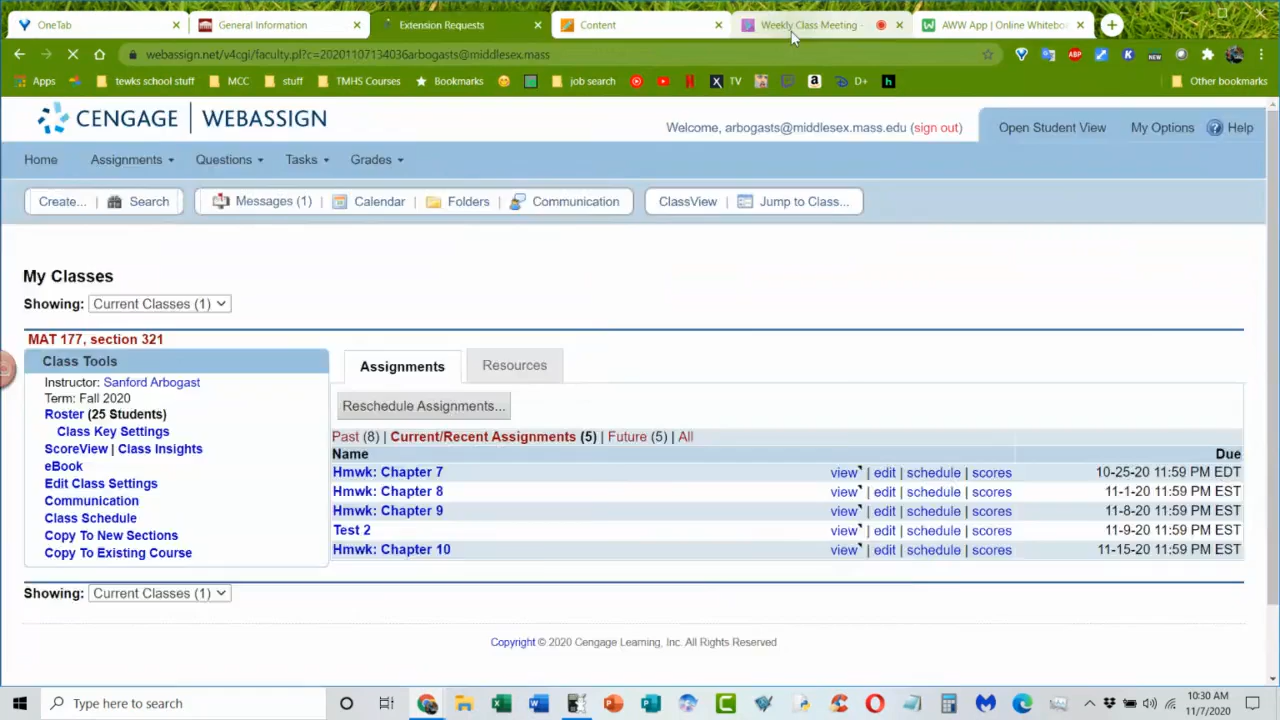 OneTab
General Information
Extension Requests
Content
Weekly Class Meeting -
AWW App | Online Whitebo
webassign.net/v4cgi/faculty.pl?c=20201107134036arbogasts@middlesex.mass
Apps
tewks school stuff
MCC
stuff
TMHS Courses
Bookmarks
job search
TV
D+
Other bookmarks
CENGAGE | WEBASSIGN
Welcome, arbogasts@middlesex.mass.edu (sign out)
Open Student View
My Options
Help
Home
Assignments
Questions
Tasks
Grades
Create... | Search
Messages (1) | Calendar | Folders | Communication
ClassView | Jump to Class...
My Classes
Showing: Current Classes (1)
MAT 177, section 321
Class Tools
Instructor: Sanford Arbogast
Term: Fall 2020
Roster (25 Students)
Class Key Settings
ScoreView | Class Insights
eBook
Edit Class Settings
Communication
Class Schedule
Copy To New Sections
Copy To Existing Course
Assignments
Resources
Reschedule Assignments...
Past (8) | Current/Recent Assignments (5) | Future (5) | All
Name Due
Hmwk: Chapter 7 view | edit | schedule | scores 10-25-20 11:59 PM EDT
Hmwk: Chapter 8 view | edit | schedule | scores 11-1-20 11:59 PM EST
Hmwk: Chapter 9 view | edit | schedule | scores 11-8-20 11:59 PM EST
Test 2 view | edit | schedule | scores 11-9-20 11:59 PM EST
Hmwk: Chapter 10 view | edit | schedule | scores 11-15-20 11:59 PM EST
Showing: Current Classes (1)
Copyright © 2020 Cengage Learning, Inc. All Rights Reserved
Type here to search
10:30 AM
11/7/2020